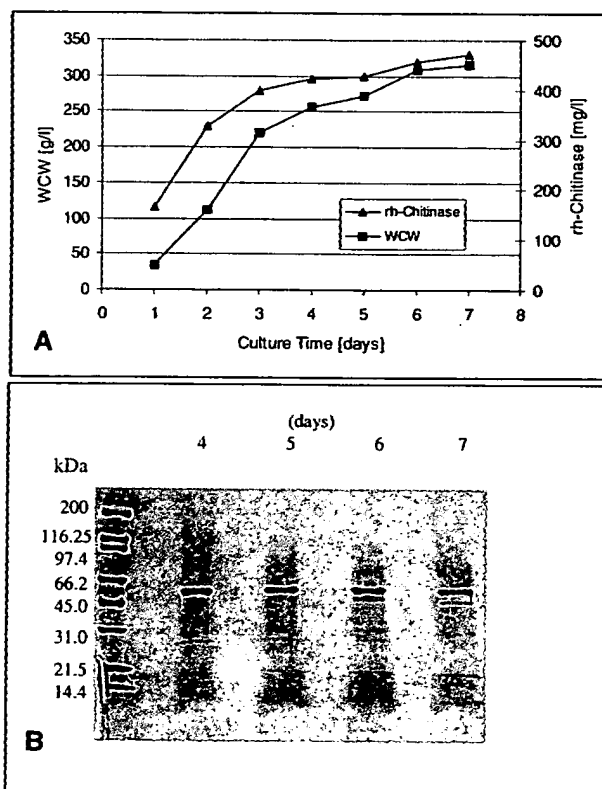 350
300
250
200
150
100
50
0
WCW [g/l]
500
400
300
200
100
0
rh-Chitinase [mg/l]
rh-Chitinase
WCW
0 1 2 3 4 5 6 7 8
Culture Time [days]
A
(days)
4 5 6 7
kDa
200
116.25
97.4
66.2
45.0
31.0
21.5
14.4
B